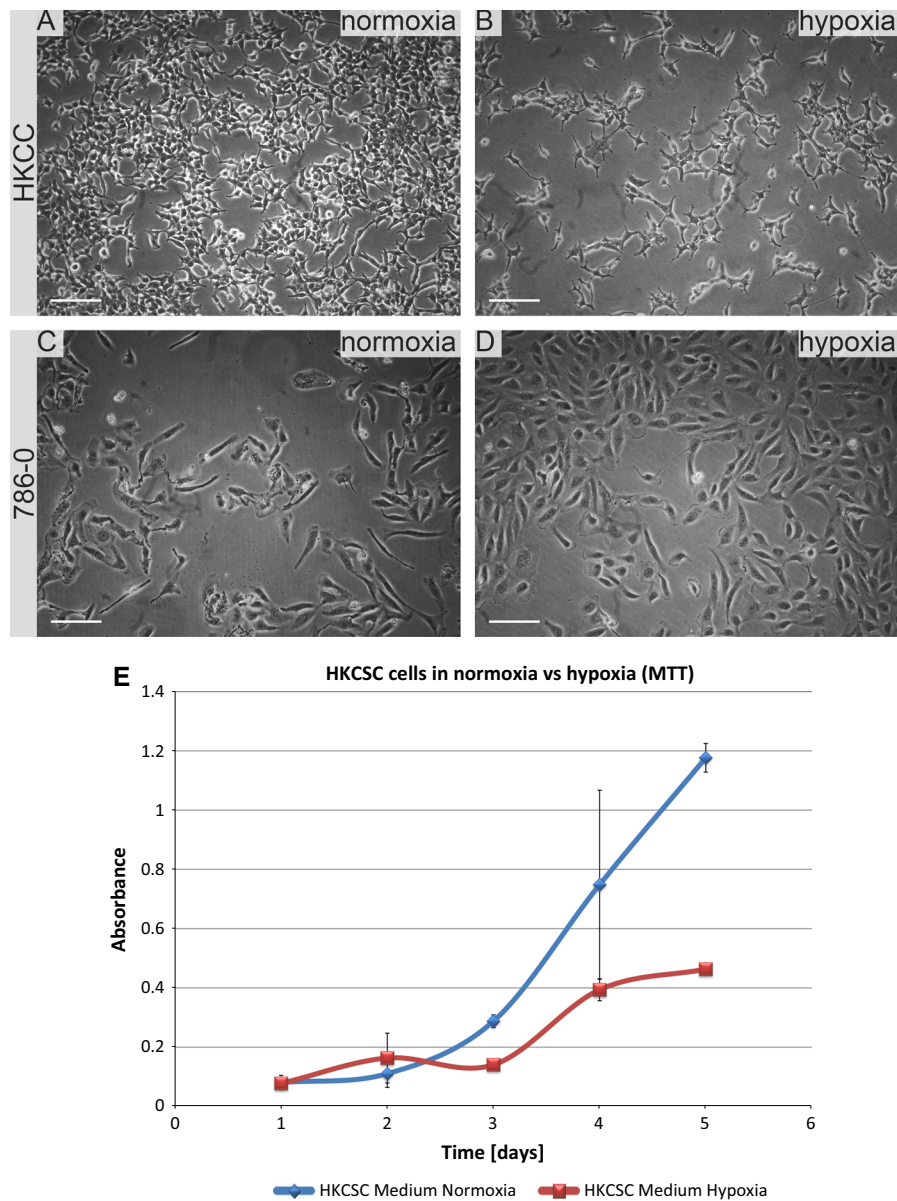 A normoxia
B hypoxia
HKCC
C normoxia
D hypoxia
786-0
E
HKCSC cells in normoxia vs hypoxia (MTT)
1.4
1.2
1
0.8
0.6
0.4
0.2
0
Absorbance
0 1 2 3 4 5 6
Time [days]
HKCSC Medium Normoxia HKCSC Medium Hypoxia